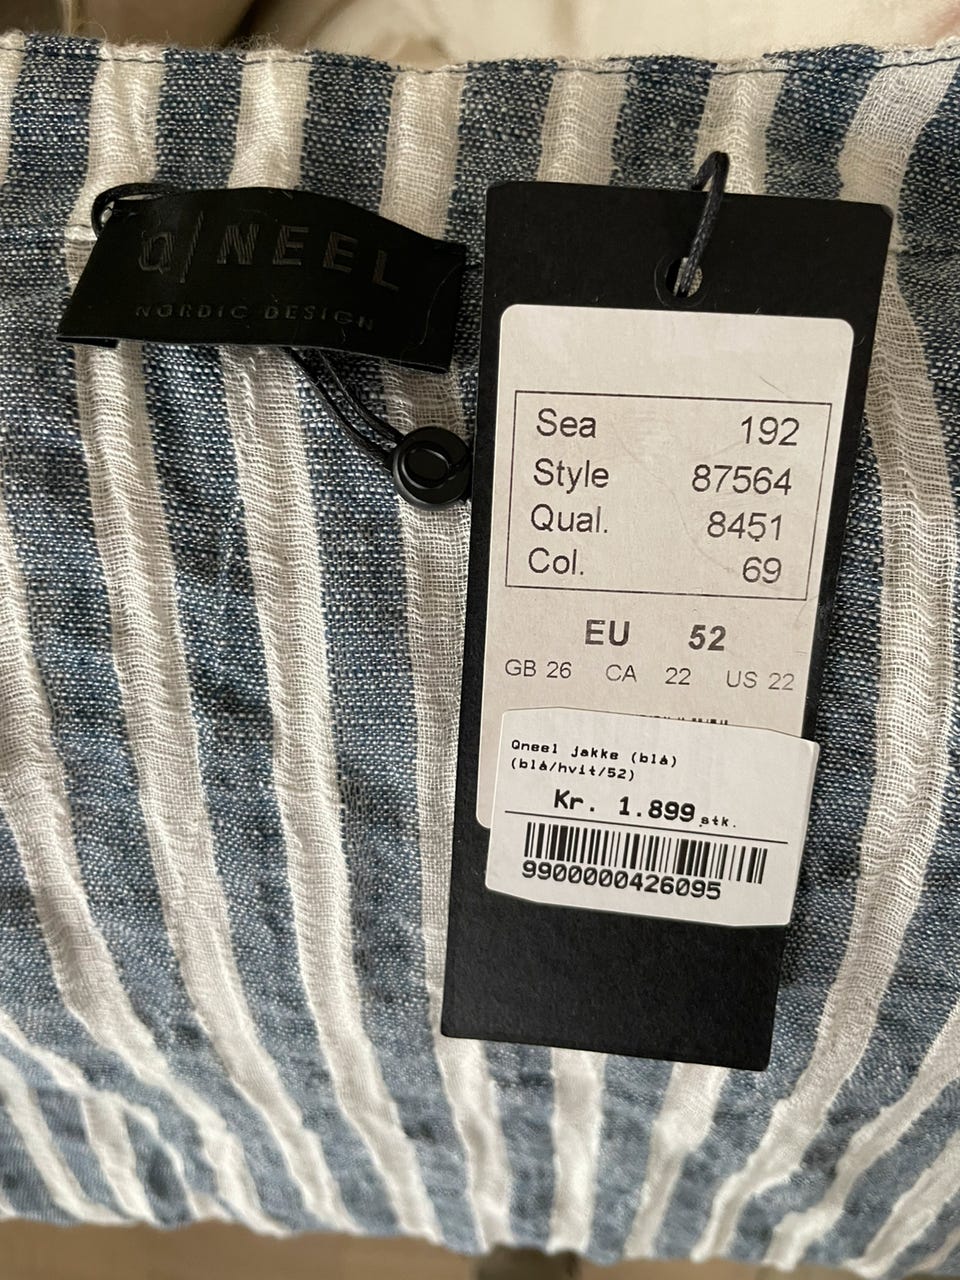 Q/NEEL
NORDIC DESIGN
Sea 192
Style 87564
Qual. 8451
Col. 69
EU 52
GB 26 CA 22 US 22
Qneel jakke (blå)
(blå/hvit/52)
Kr. 1.899 stk.
9900000426095